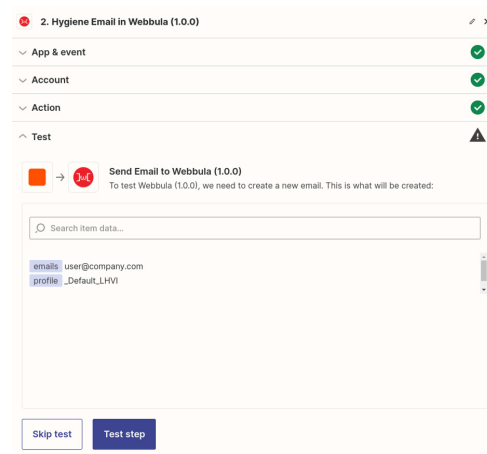 2. Hygiene Email in Webbula (1.0.0)
App & event
Account
Action
Test
Send Email to Webbula (1.0.0)
To test Webbula (1.0.0), we need to create a new email. This is what will be created:
Search item data...
emails user@company.com
profile _Default_LHVI
Skip test
Test step